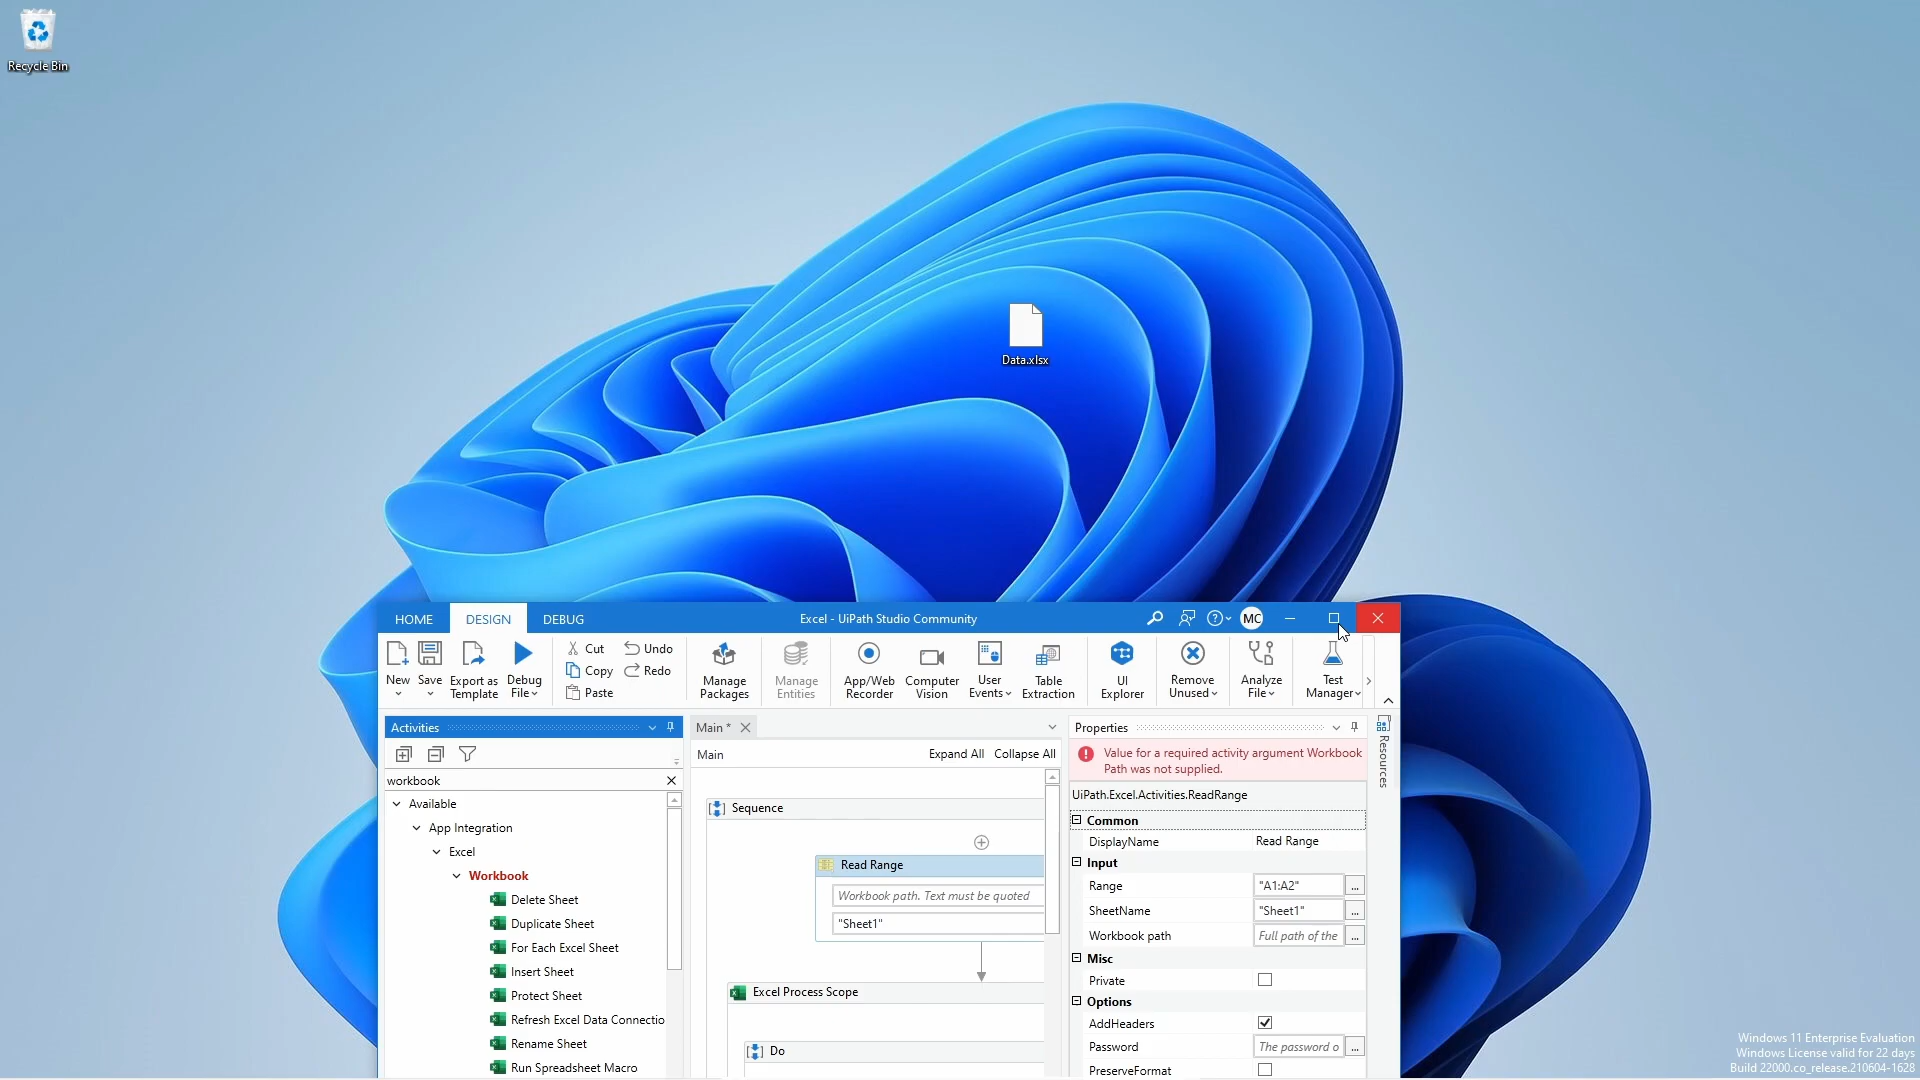 Recycle Bin
Data.xlsx
HOME
DESIGN
DEBUG
Excel - UiPath Studio Community
MC
New
Save
Export as
Template
Debug
File
Cut
Copy
Paste
Undo
Redo
Manage
Packages
Manage
Entities
App/Web
Recorder
Computer
Vision
User
Events
Table
Extraction
UI
Explorer
Remove
Unused
Analyze
File
Test
Manager
Activities
workbook
Available
App Integration
Excel
Workbook
Delete Sheet
Duplicate Sheet
For Each Excel Sheet
Insert Sheet
Protect Sheet
Refresh Excel Data Connectio
Rename Sheet
Run Spreadsheet Macro
Main *
Main
Expand All
Collapse All
Sequence
Read Range
Workbook path. Text must be quoted
"Sheet1"
Excel Process Scope
Do
Properties
Value for a required activity argument Workbook
Path was not supplied.
UiPath.Excel.Activities.ReadRange
Common
DisplayName Read Range
Input
Range "A1:A2" ...
SheetName "Sheet1" ...
Workbook path Full path of the ...
Misc
Private
Options
AddHeaders
Password The password o ...
PreserveFormat
Resources
Windows 11 Enterprise Evaluation
Windows License valid for 22 days
Build 22000.co_release.210604-1628